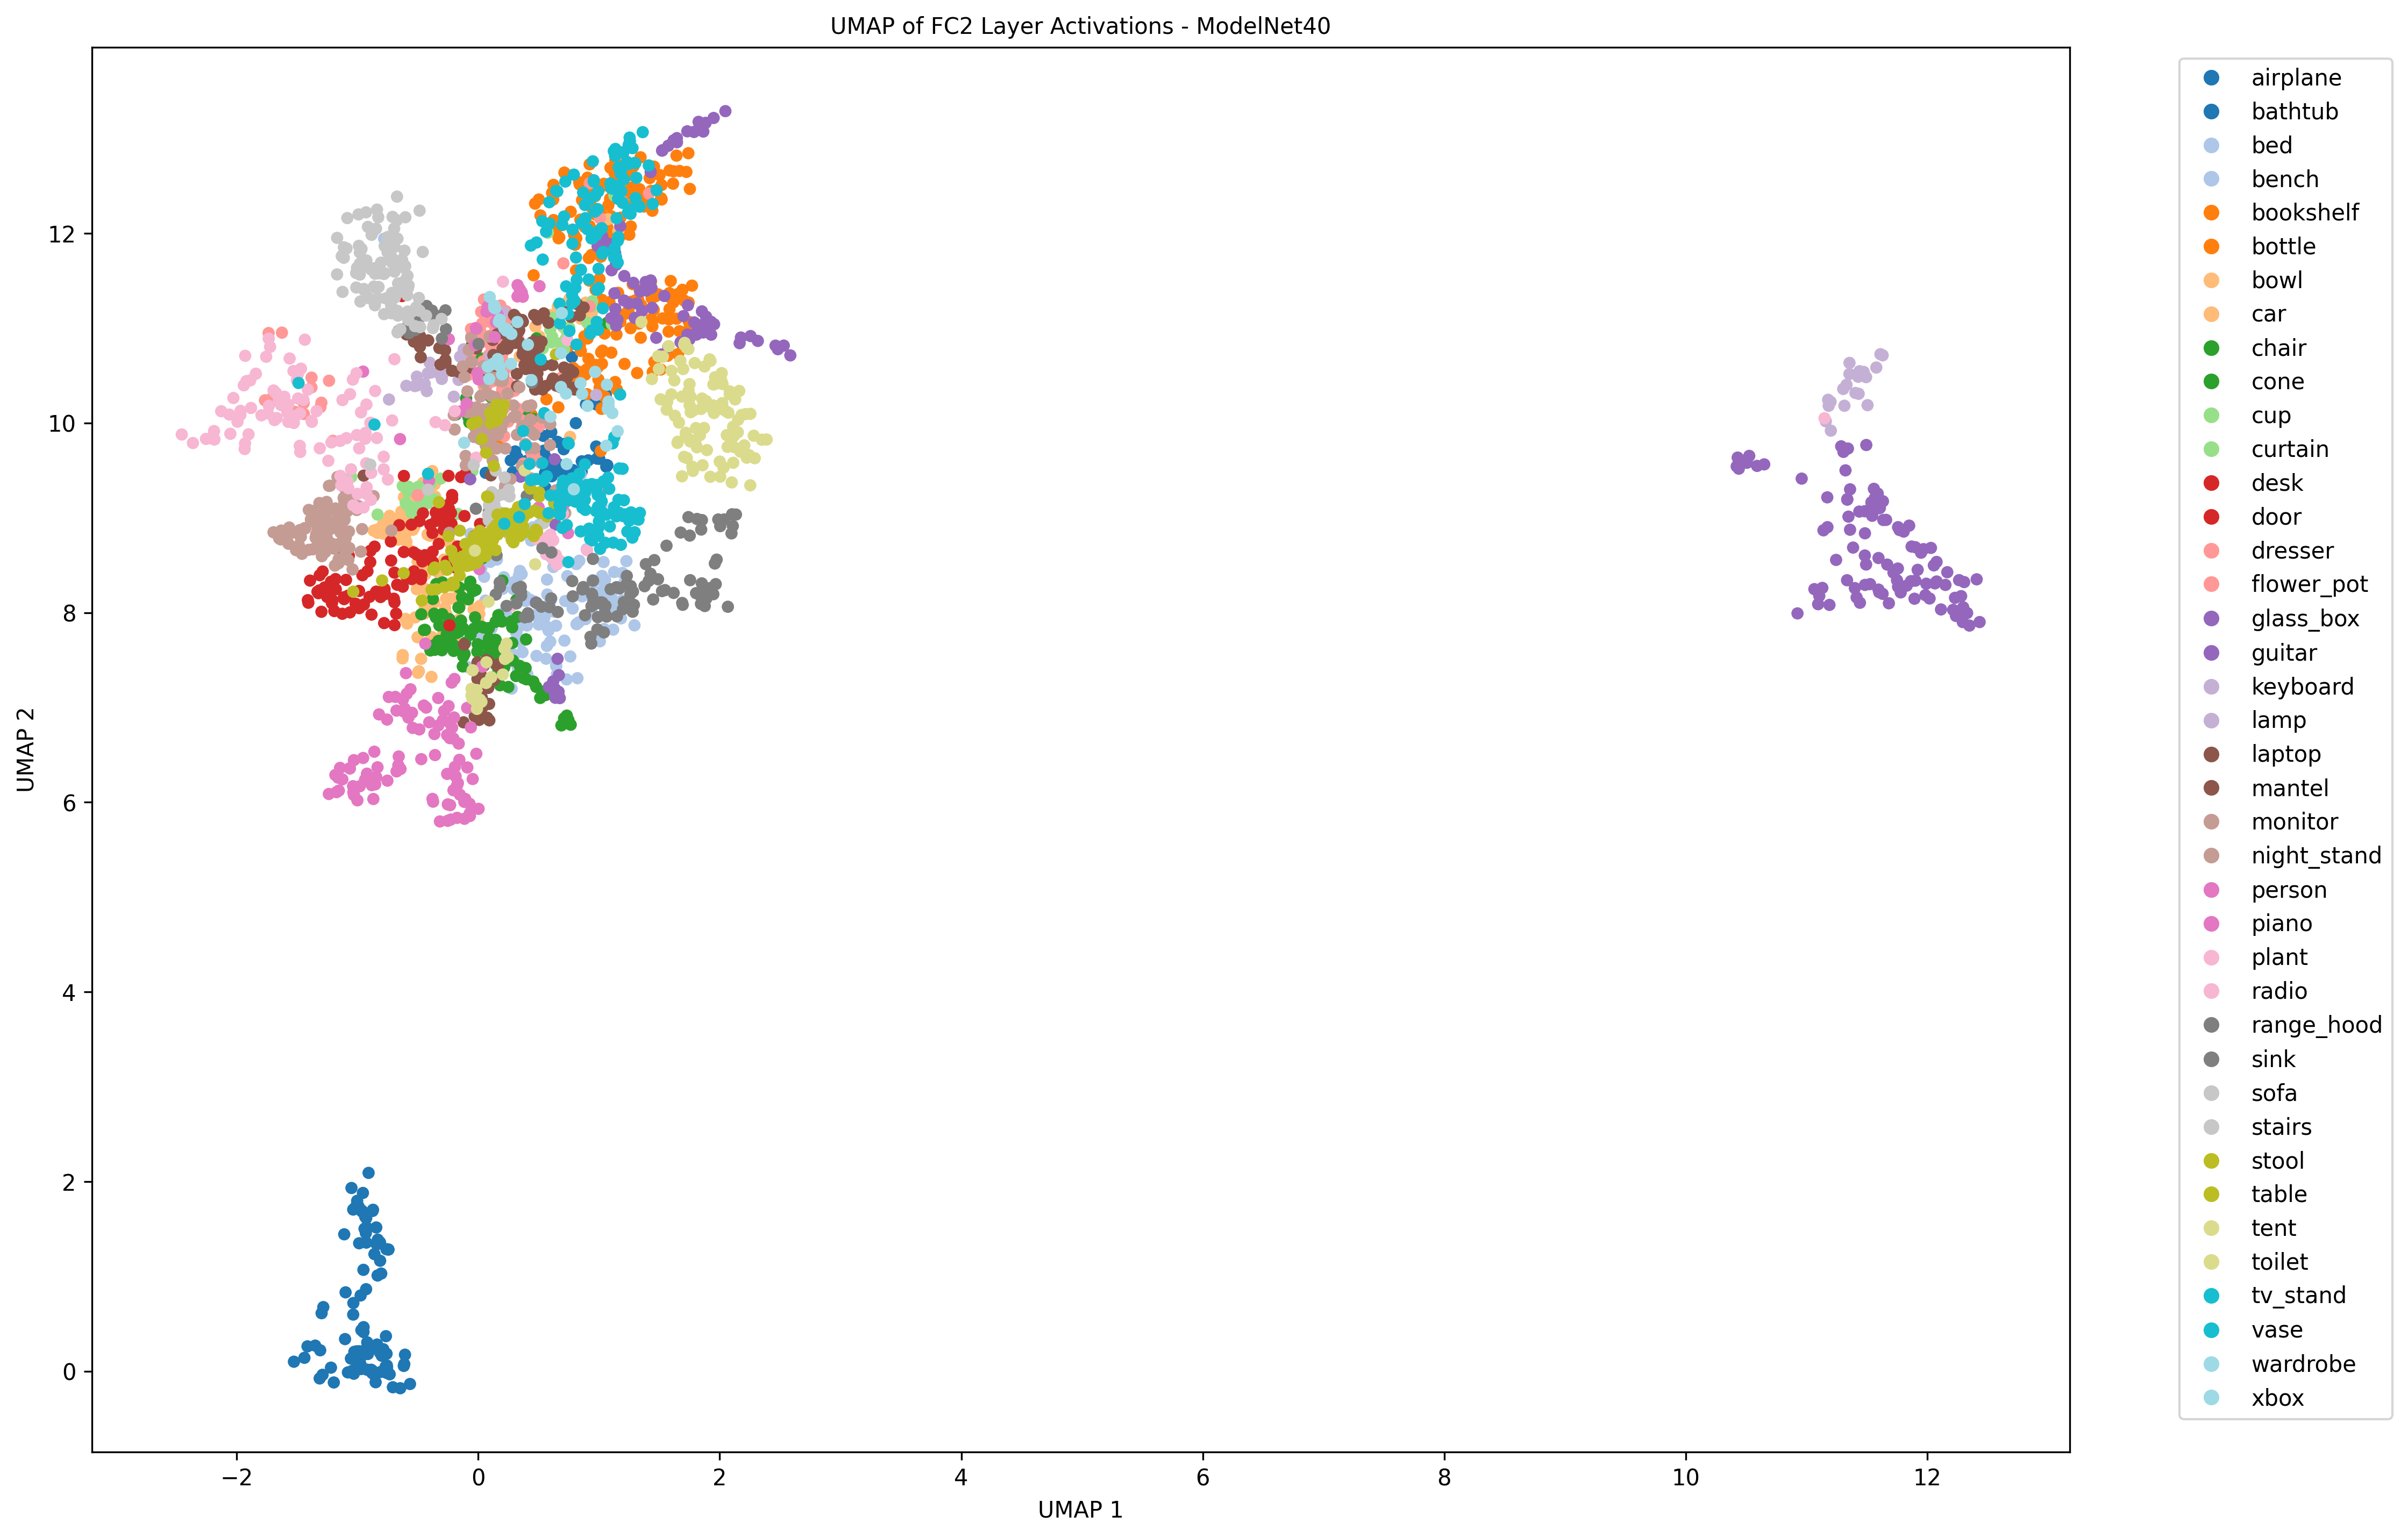 UMAP of FC2 Layer Activations - ModelNet40
UMAP 2
12
10
8
6
4
2
0
−2
0
2
4
6
8
10
12
UMAP 1
airplane
bathtub
bed
bench
bookshelf
bottle
bowl
car
chair
cone
cup
curtain
desk
door
dresser
flower_pot
glass_box
guitar
keyboard
lamp
laptop
mantel
monitor
night_stand
person
piano
plant
radio
range_hood
sink
sofa
stairs
stool
table
tent
toilet
tv_stand
vase
wardrobe
xbox